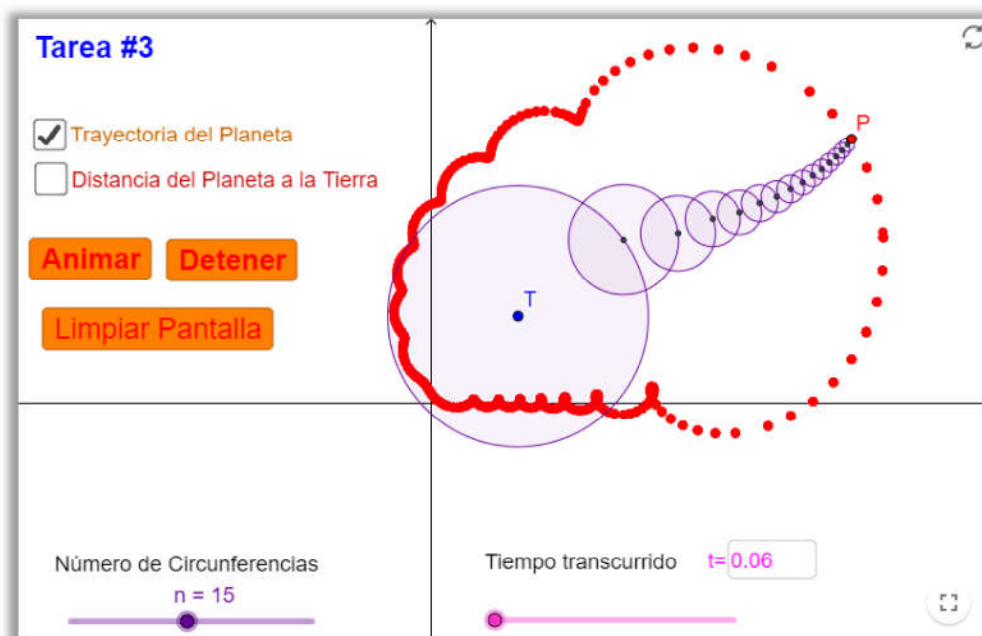 Tarea #3
Trayectoria del Planeta
Distancia del Planeta a la Tierra
Animar Detener
Limpiar Pantalla
P
T
Número de Circunferencias
n = 15
Tiempo transcurrido t= 0.06